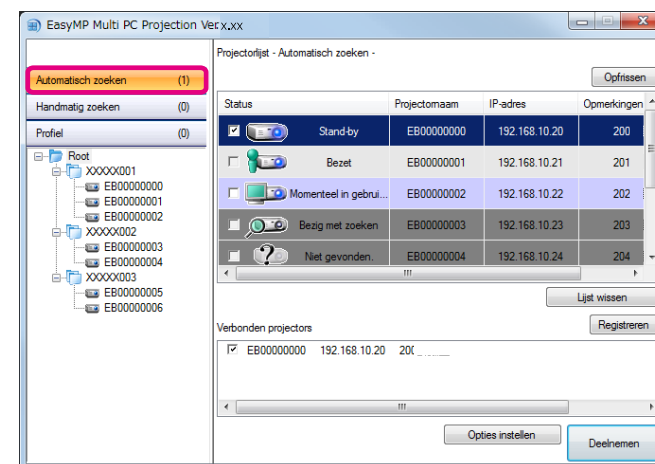 EasyMP Multi PC Projection Ver.x.xx
Automatisch zoeken (1)
Handmatig zoeken (0)
Profiel (0)
Root
XXXXX001
EB00000000
EB00000001
EB00000002
XXXXX002
EB00000003
EB00000004
XXXXX003
EB00000005
EB00000006
Projectorlijst - Automatisch zoeken -
Opfrissen
Status Projectornaam IP-adres Opmerkingen
Stand-by EB00000000 192.168.10.20 200
Bezet EB00000001 192.168.10.21 201
Momenteel in gebrui... EB00000002 192.168.10.22 202
Bezig met zoeken EB00000003 192.168.10.23 203
Niet gevonden. EB00000004 192.168.10.24 204
Lijst wissen
Verbonden projectors
Registreren
EB00000000 192.168.10.20
Opties instellen
Deelnemen